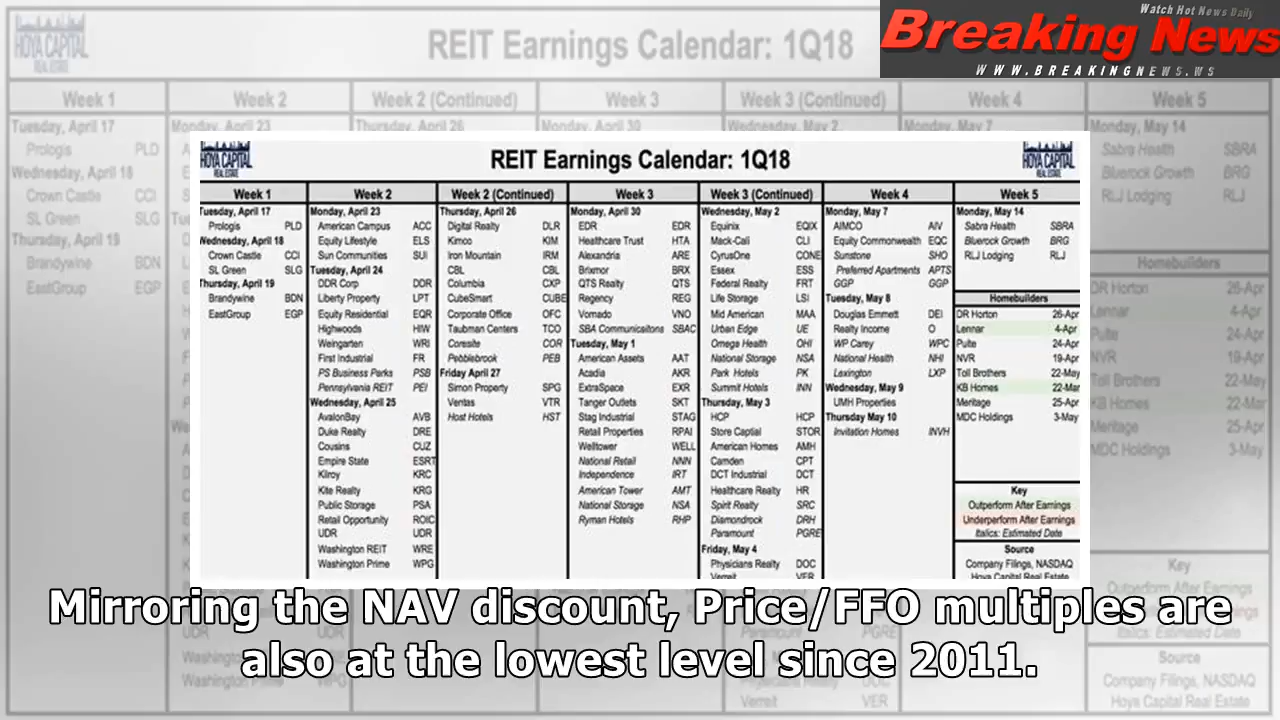 Watch Hot News Daily
Breaking News
WWW.BREAKINGNEWS.WS
HOYA CAPITAL
REAL ESTATE
REIT Earnings Calendar: 1Q18
HOYA CAPITAL
REAL ESTATE
Week 1
Tuesday, April 17
Prologis PLD
Wednesday, April 18
Crown Castle CCI
SL Green SLG
Thursday, April 19
Brandywine BDN
EastGroup EGP
Week 2
Monday, April 23
American Campus ACC
Equity Lifestyle ELS
Sun Communities SUI
Tuesday, April 24
DDR Corp DDR
Liberty Property LPT
Equity Residential EQR
Highwoods HIW
Weingarten WRI
First Industrial FR
PS Business Parks PSB
Pennsylvania REIT PEI
Wednesday, April 25
AvalonBay AVB
Duke Realty DRE
Cousins CUZ
Empire State ESRT
Kilroy KRC
Kite Realty KRG
Public Storage PSA
Retail Opportunity ROIC
UDR UDR
Washington REIT WRE
Washington Prime WPG
Week 2 (Continued)
Thursday, April 26
Digital Realty DLR
Kimco KIM
Iron Mountain IRM
CBL CBL
Columbia CXP
CubeSmart CUBE
Corporate Office OFC
Taubman Centers TCO
Coresite COR
Pebblebrook PEB
Friday April 27
Simon Property SPG
Ventas VTR
Host Hotels HST
Week 3
Monday, April 30
EDR EDR
Healthcare Trust HTA
Alexandria ARE
Brixmor BRX
QTS Realty QTS
Regency REG
Vornado VNO
SBA Communicaitons SBAC
Tuesday, May 1
American Assets AAT
Acadia AKR
ExtraSpace EXR
Tanger Outlets SKT
Stag Industrial STAG
Retail Properties RPAI
Welltower WELL
National Retail NNN
Independence IRT
American Tower AMT
National Storage NSA
Ryman Hotels RHP
Week 3 (Continued)
Wednesday, May 2
Equinix EQIX
Mack-Cali CLI
CyrusOne CONE
Essex ESS
Federal Realty FRT
Life Storage LSI
Mid American MAA
Urban Edge UE
Omega Health OHI
National Storage NSA
Park Hotels PK
Summit Hotels INN
Thursday, May 3
HCP HCP
Store Captial STOR
American Homes AMH
Camden CPT
DCT Industrial DCT
Healthcare Realty HR
Spirit Realty SRC
Diamondrock DRH
Paramount PGRE
Friday, May 4
Physicians Realty DOC
Vereit VER
Week 4
Monday, May 7
AIMCO AIV
Equity Commonwealth EQC
Sunstone SHO
Preferred Apartments APTS
GGP GGP
Tuesday, May 8
Douglas Emmett DEI
Realty Income O
WP Carey WPC
National Health NHI
Lexington LXP
Wednesday, May 9
UMH Properties
Thursday May 10
Invitation Homes INVH
Week 5
Monday, May 14
Sabra Health SBRA
Bluerock Growth BRG
RLJ Lodging RLJ
Homebuilders
DR Horton 26-Apr
Lennar 4-Apr
Pulte 24-Apr
NVR 19-Apr
Toll Brothers 22-May
KB Homes 22-Mar
Meritage 25-Apr
MDC Holdings 3-May
Key
Outperform After Earnings
Underperform After Earnings
Italics: Estimated Date
Source
Company Filings, NASDAQ
Hoya Capital Real Estate
Mirroring the NAV discount, Price/FFO multiples are
also at the lowest level since 2011.